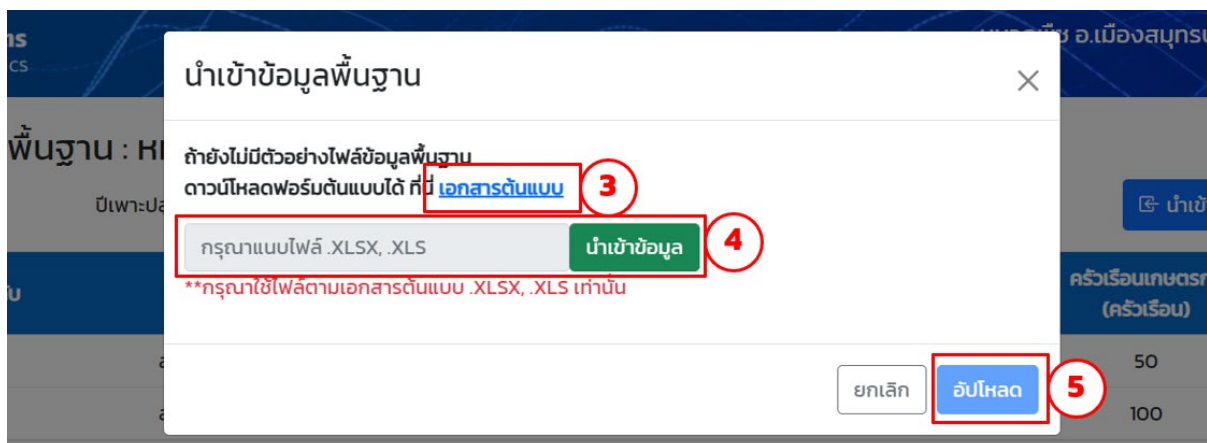 อ.เมืองสมุทร
CS
นำเข้าข้อมูลพื้นฐาน
พื้นฐาน :
ถ้ายังไม่มีตัวอย่างไฟล์ข้อมูลพื้นฐาน
ดาวน์โหลดฟอร์มต้นแบบได้ ที่นี่ เอกสารต้นแบบ 3
กรุณาแนบไฟล์ .XLSX, .XLS นำเข้าข้อมูล 4
**กรุณาใช้ไฟล์ตามเอกสารต้นแบบ .XLSX, .XLS เท่านั้น
ครัวเรือนเกษตรก
(ครัวเรือน)
50
ยกเลิก อัปโหลด 5
100